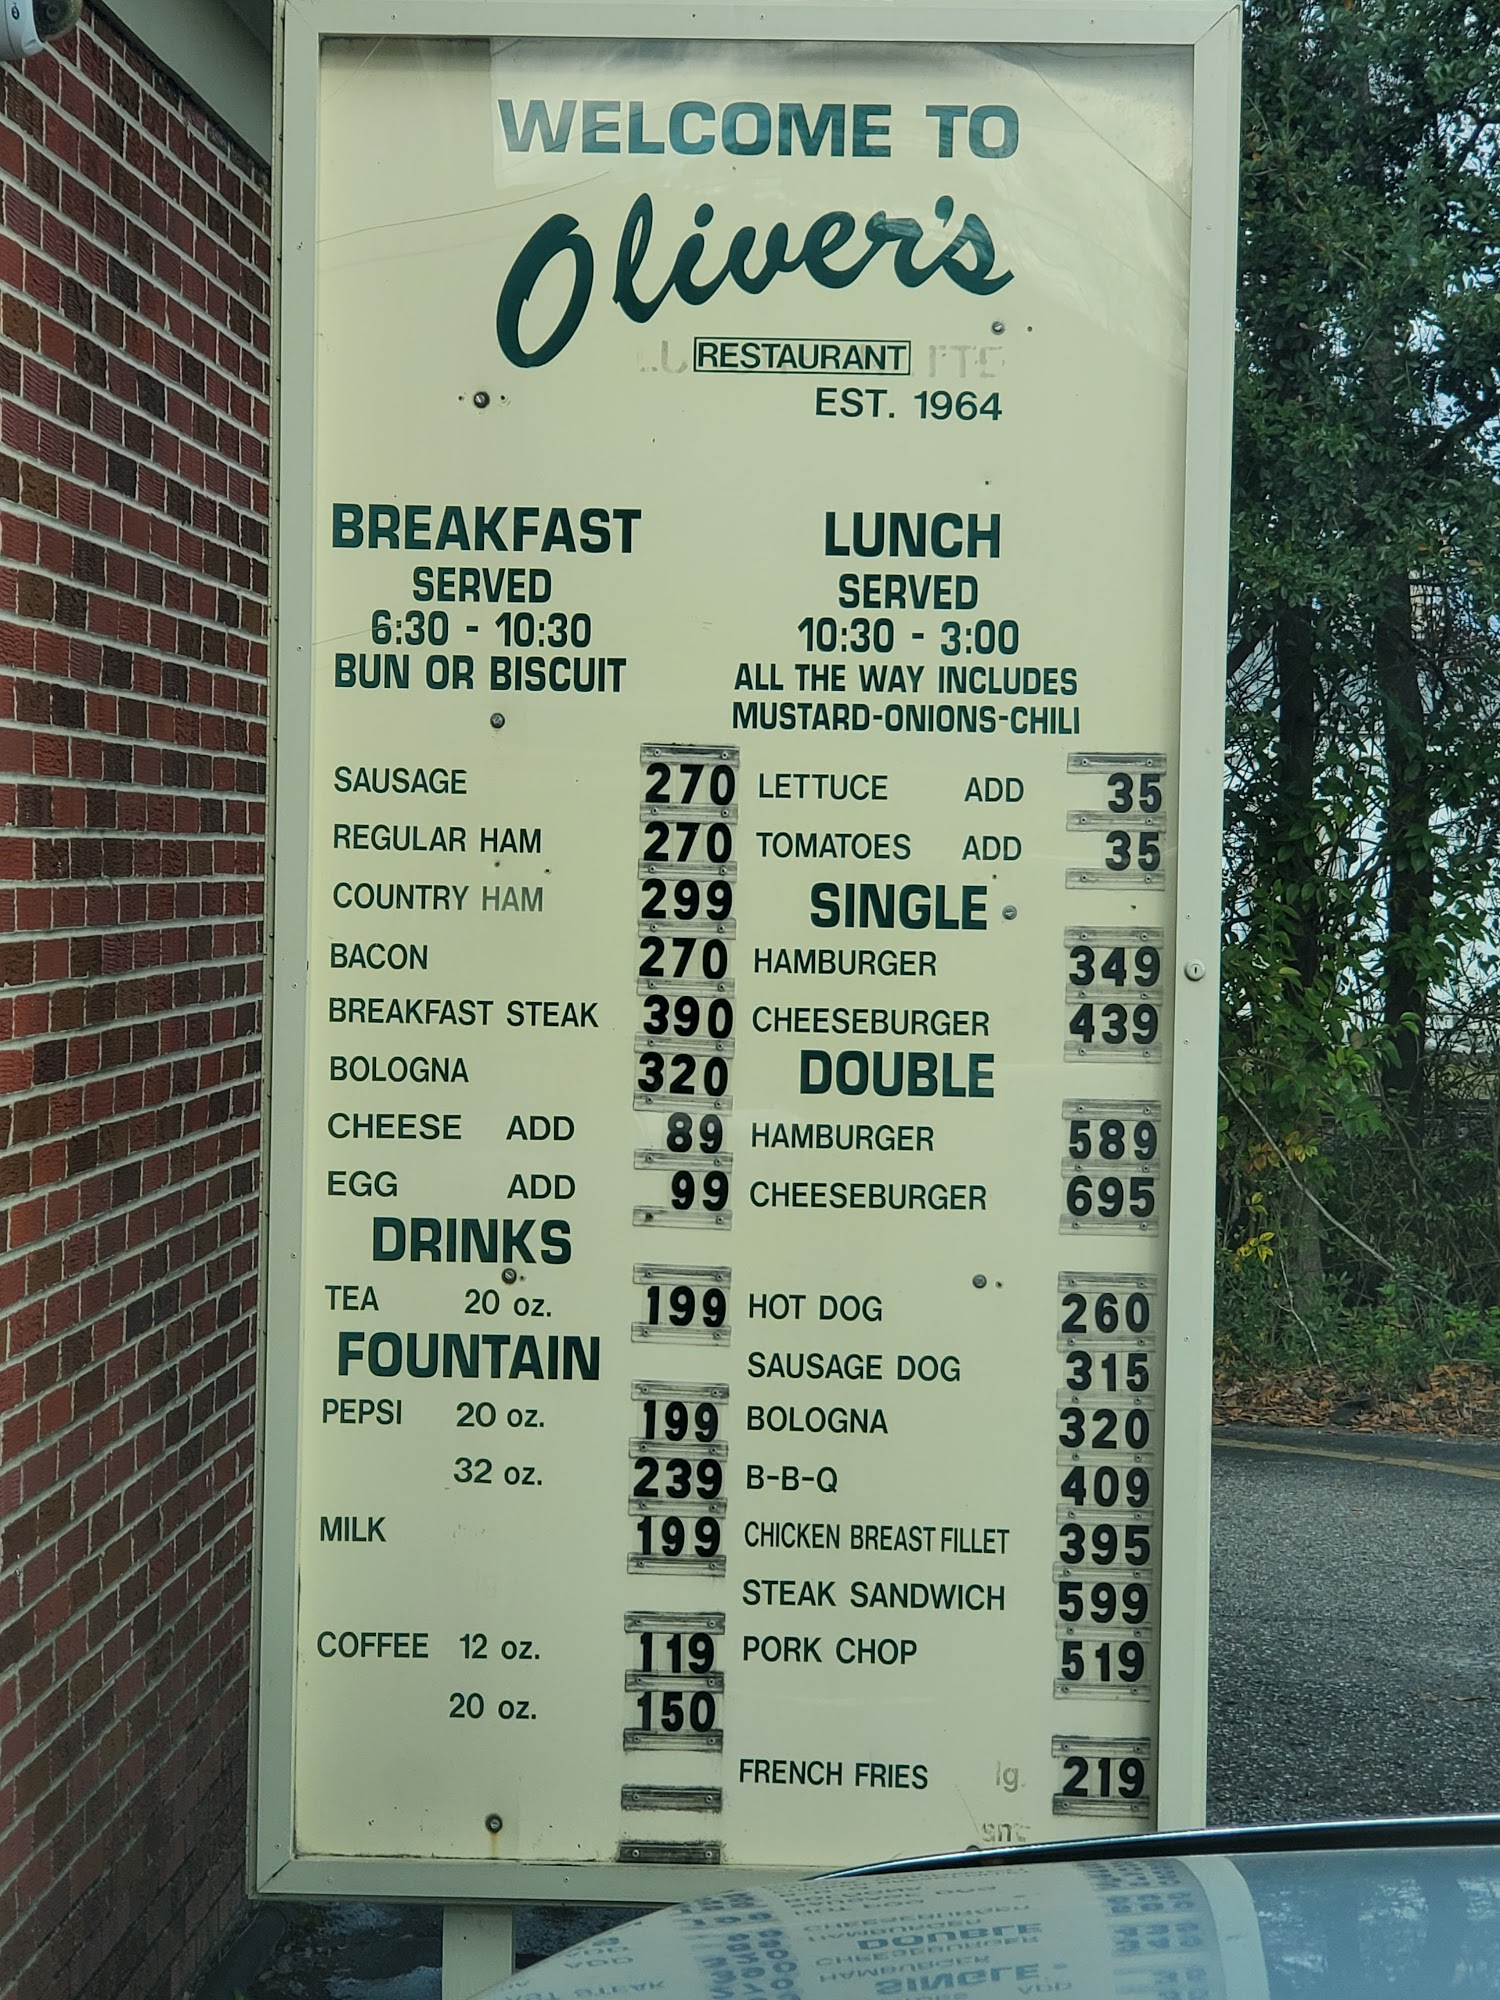 WELCOME TO
Oliver's
RESTAURANT
EST. 1964
BREAKFAST
SERVED
6:30 - 10:30
BUN OR BISCUIT
SAUSAGE 270
REGULAR HAM 270
COUNTRY HAM 299
BACON 270
BREAKFAST STEAK 390
BOLOGNA 320
CHEESE ADD 89
EGG ADD 99
DRINKS
TEA 20 oz. 199
FOUNTAIN
PEPSI 20 oz. 199
32 oz. 239
MILK 199
COFFEE 12 oz. 119
20 oz. 150
LUNCH
SERVED
10:30 - 3:00
ALL THE WAY INCLUDES
MUSTARD-ONIONS-CHILI
LETTUCE ADD 35
TOMATOES ADD 35
SINGLE
HAMBURGER 349
CHEESEBURGER 439
DOUBLE
HAMBURGER 589
CHEESEBURGER 695
HOT DOG 260
SAUSAGE DOG 315
BOLOGNA 320
B-B-Q 409
CHICKEN BREAST FILLET 395
STEAK SANDWICH 599
PORK CHOP 519
FRENCH FRIES lg. 219